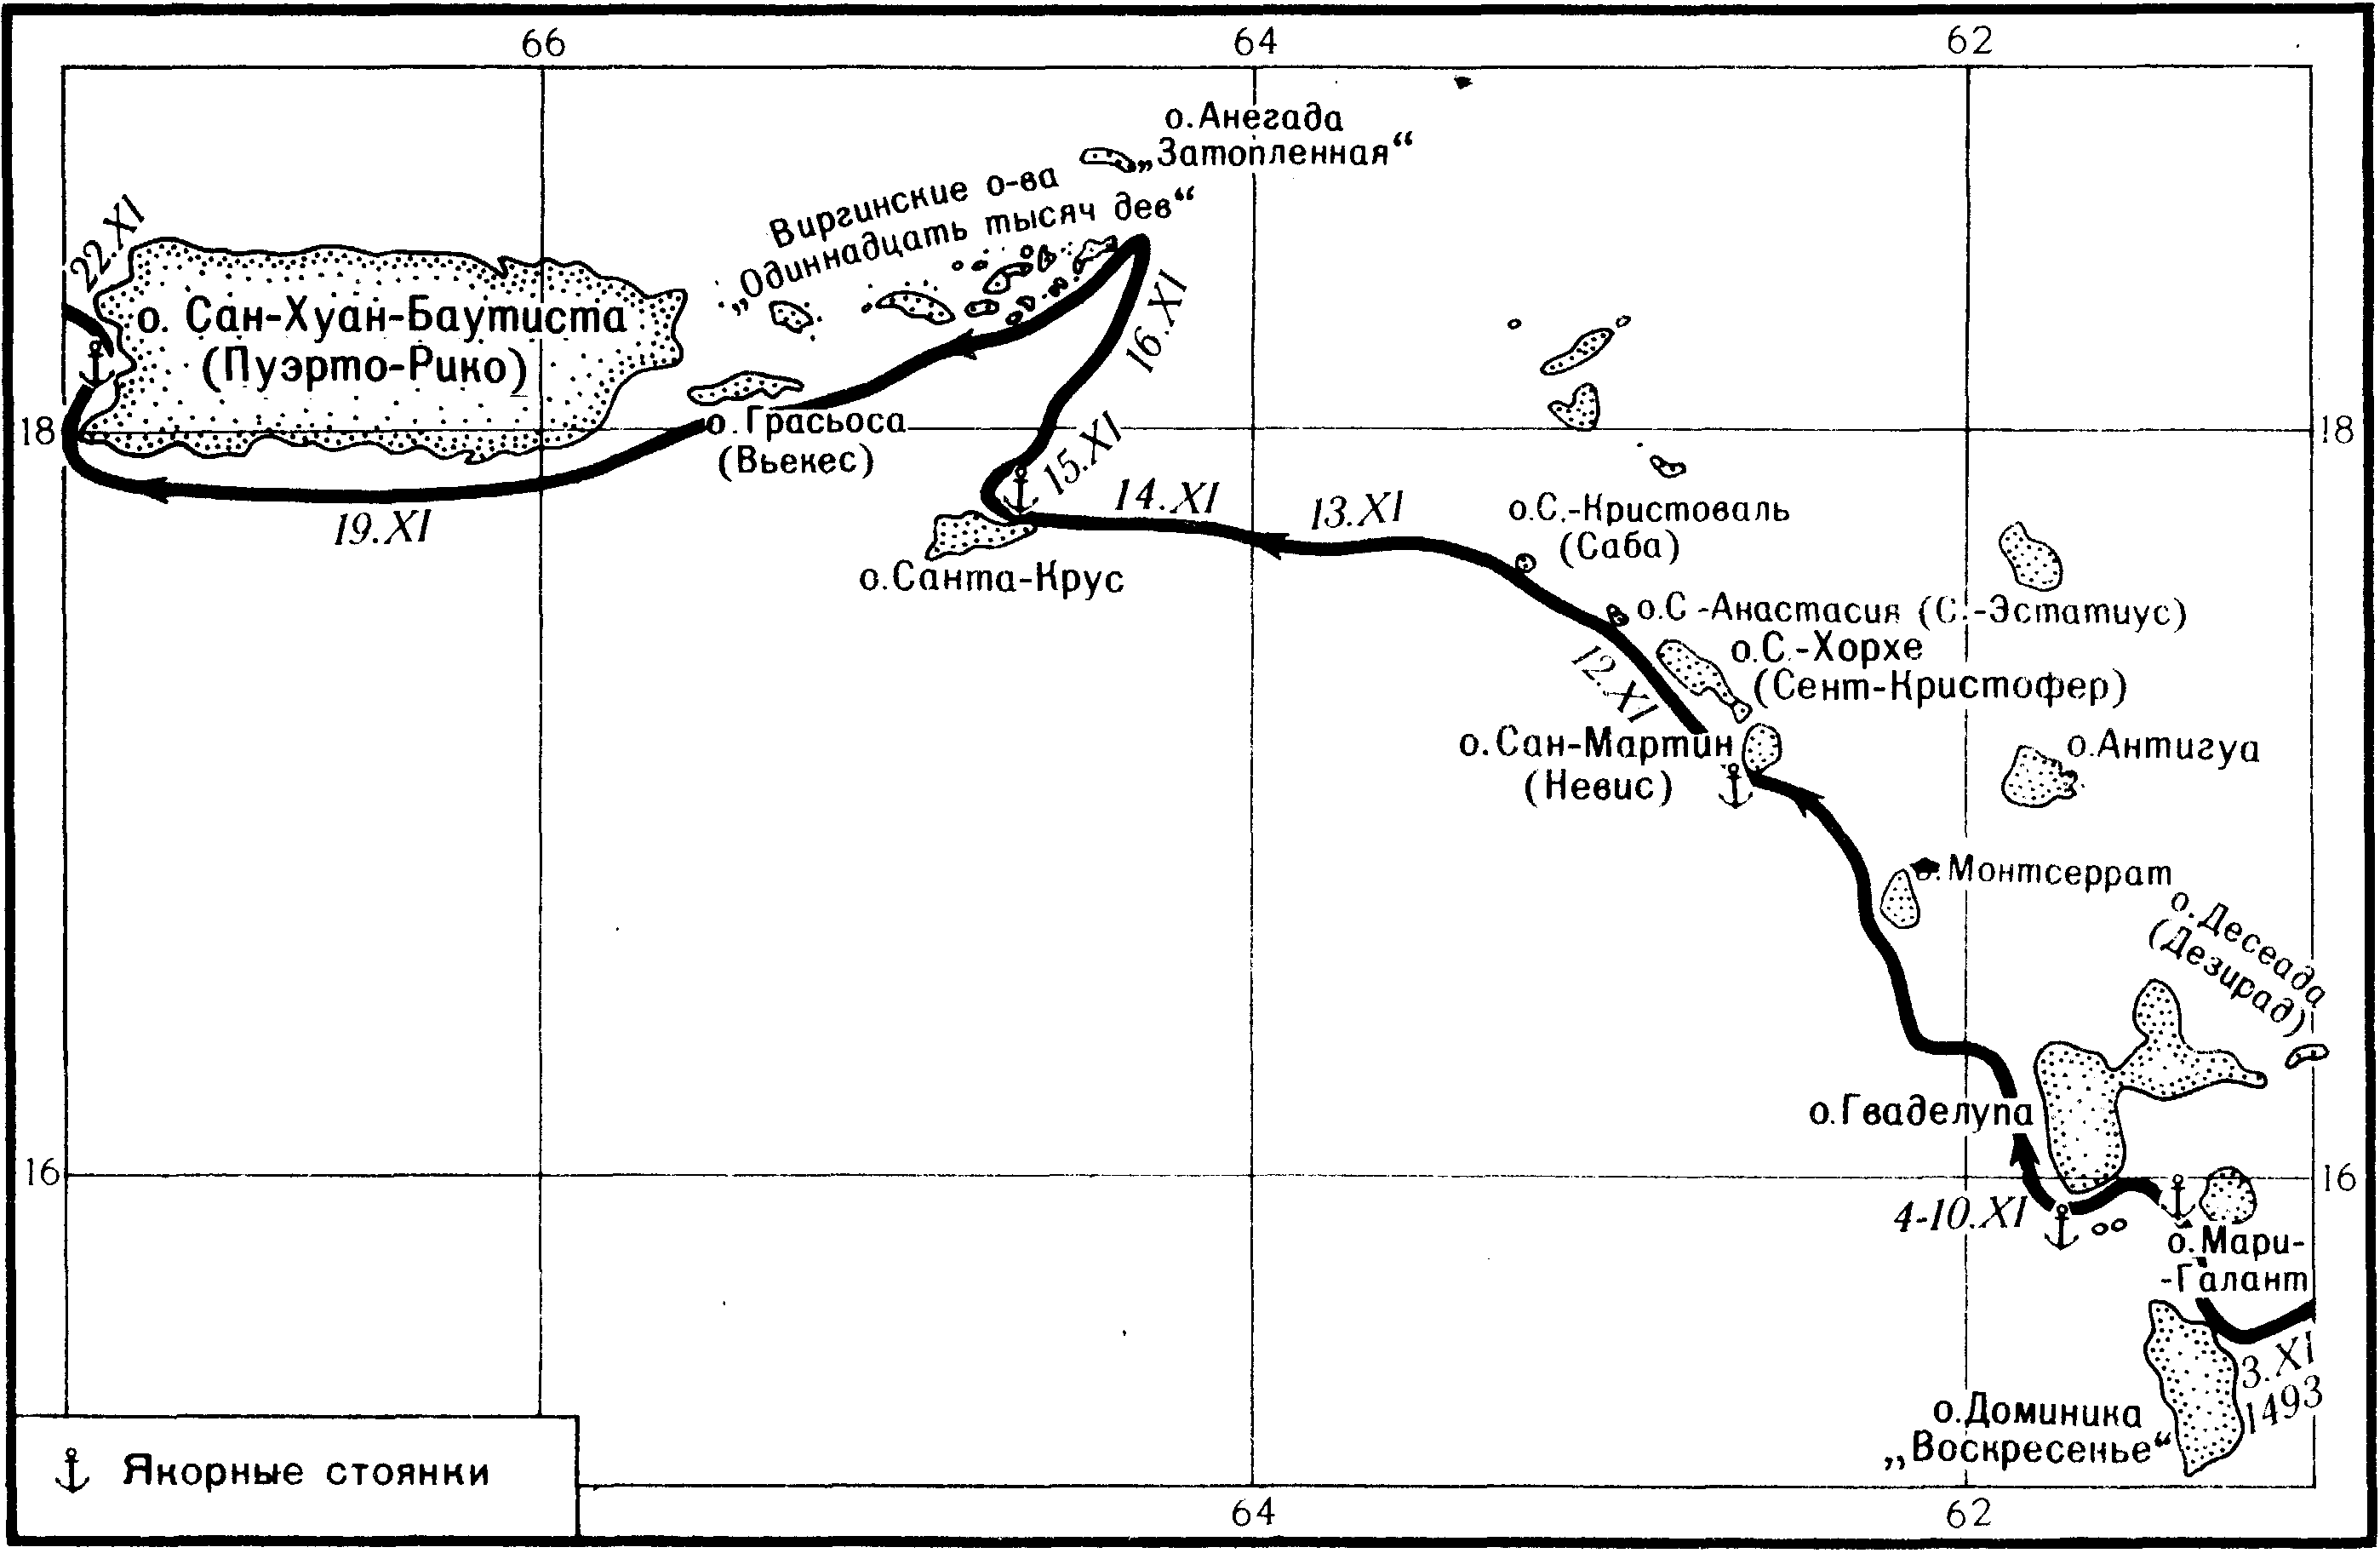 66
64
62
о. Анегада
„Затопленная“
Виргинские о-ва
„Одиннадцать тысяч дев“
22.XI
о. Сан-Хуан-Баутиста
(Пуэрто-Рико)
16.XI
18
18
о. Грасьоса
(Вьекес)
15.XI
14.XI
13.XI
19.XI
о.С.-Кристоваль
(Саба)
о.Санта-Крус
о.С-Анастасия (С.-Эстатиус)
о.С.-Хорхе
(Сент-Кристофер)
12.XI
о.Сан-Мартин
(Невис)
о.Антигуа
о.Монтсеррат
о. Десеада
(Дезирад)
о.Гваделупа
16
16
4-10.XI
о.Мари-
-Галант
3.XI
1493
о.Доминика
„Воскресенье“
Якорные стоянки
64
62